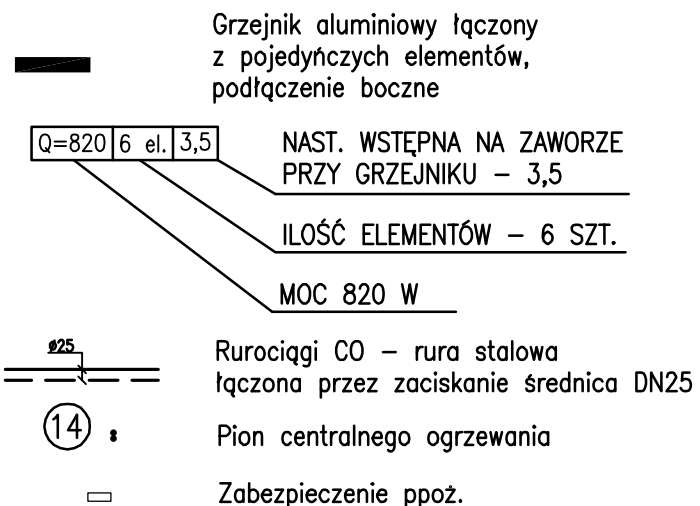 Grzejnik aluminiowy łączony
z pojedyńczych elementów,
podłączenie boczne
Q=820 6 el. 3,5
NAST. WSTĘPNA NA ZAWORZE
PRZY GRZEJNIKU – 3,5
ILOŚĆ ELEMENTÓW – 6 SZT.
MOC 820 W
ø25
Rurociągi CO – rura stalowa
łączona przez zaciskanie średnica DN25
14
Pion centralnego ogrzewania
Zabezpieczenie ppoż.